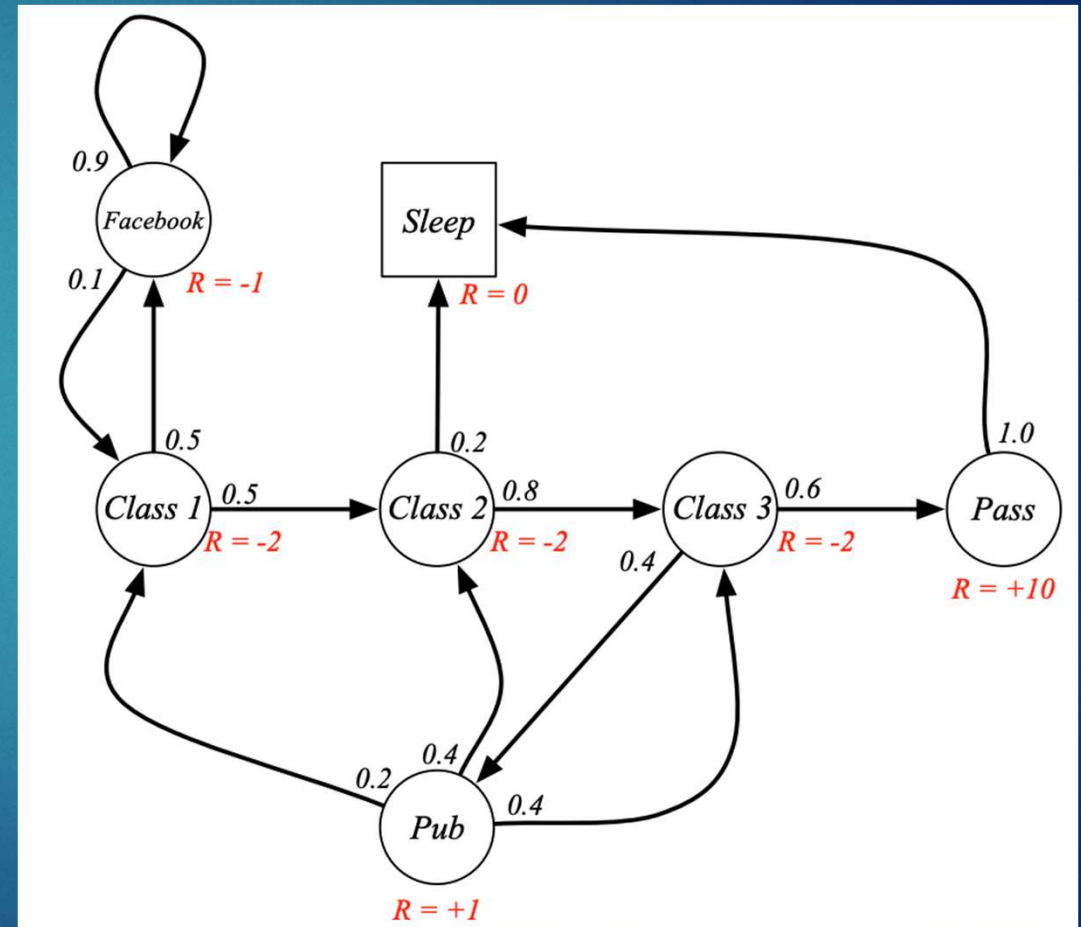 0.9
Facebook
Sleep
0.1
R = -1
R = 0
0.5
0.2
1.0
Class 1
0.5
Class 2
0.8
Class 3
0.6
Pass
R = -2
R = -2
R = -2
0.4
R = +10
0.4
0.2
0.4
Pub
R = +1